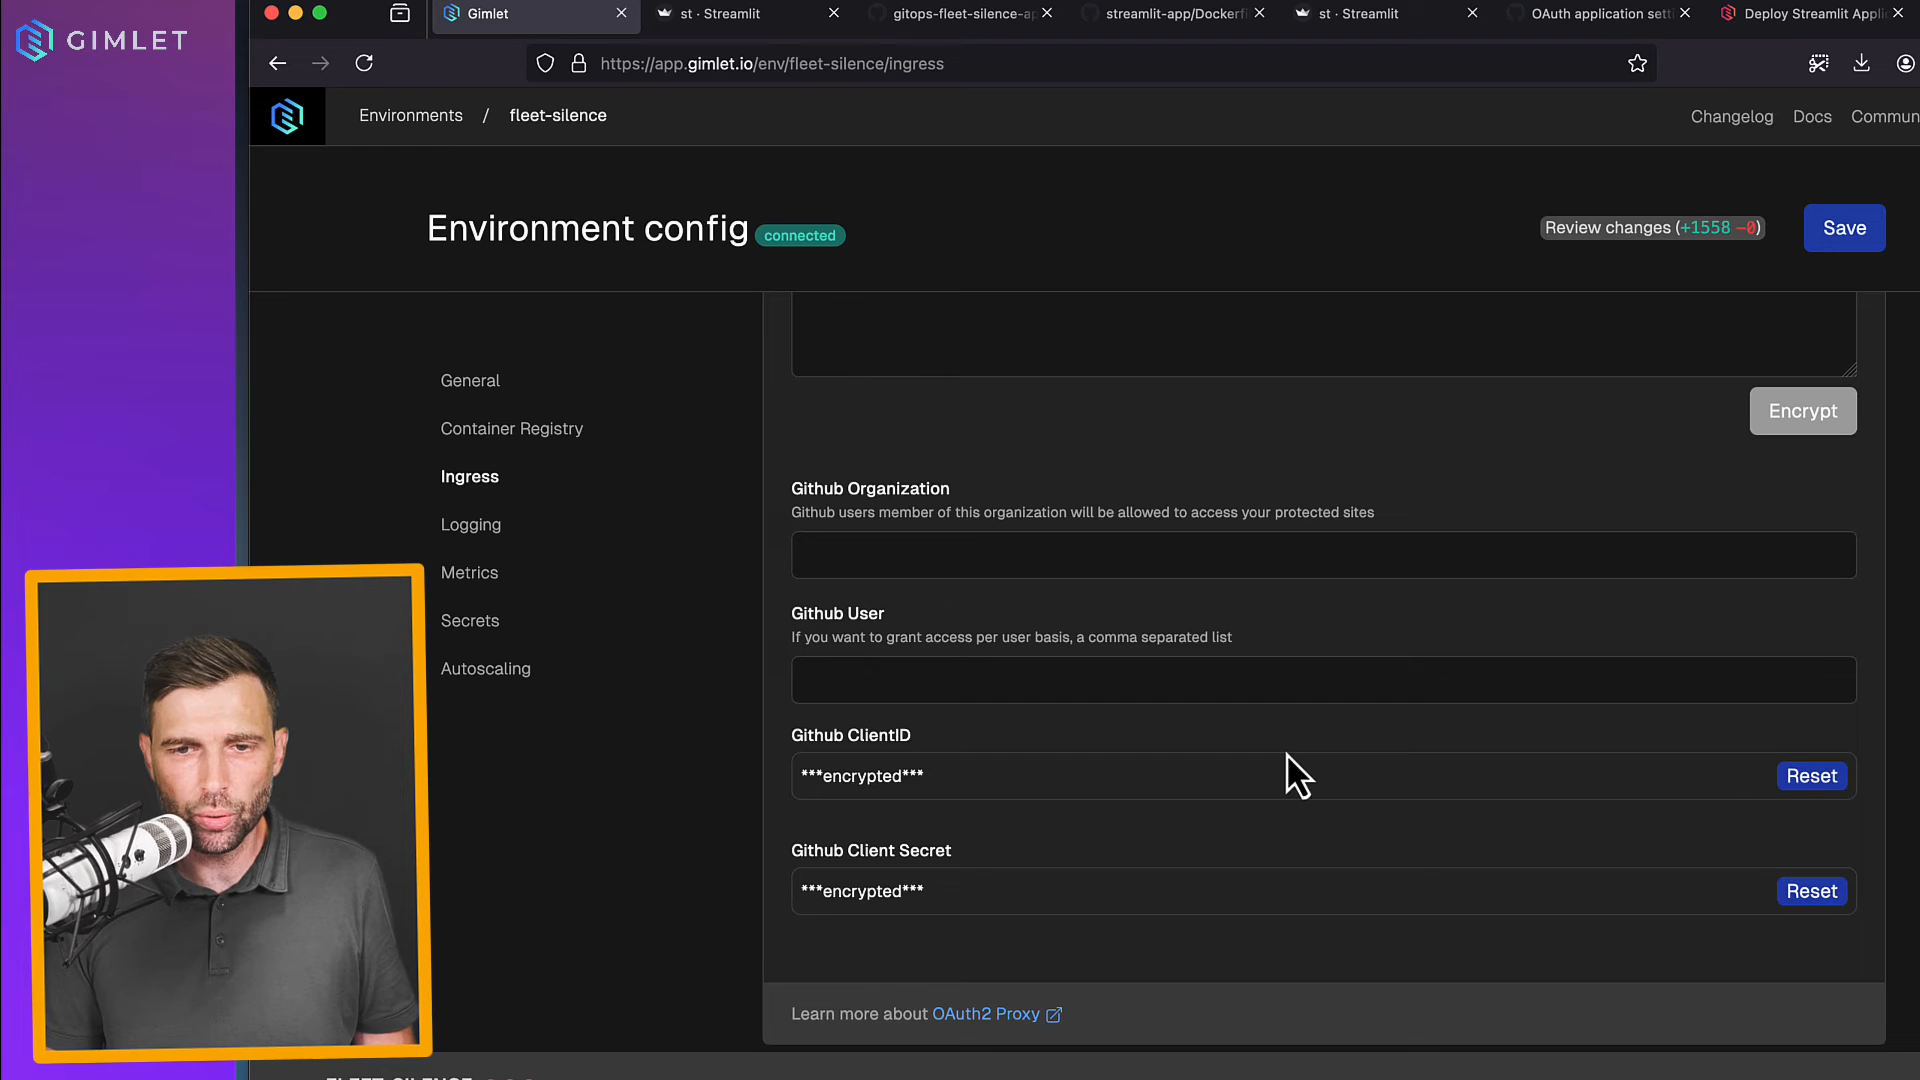 GIMLET
Gimlet
st · Streamlit
gitops-fleet-silence-ap
streamlit-app/Dockerfi
st · Streamlit
OAuth application sett
Deploy Streamlit Appli
https://app.gimlet.io/env/fleet-silence/ingress
Environments / fleet-silence
Changelog Docs Commun
Environment config connected
Review changes (+1558 -0)
Save
General
Container Registry
Ingress
Logging
Metrics
Secrets
Autoscaling
Encrypt
Github Organization
Github users member of this organization will be allowed to access your protected sites
Github User
If you want to grant access per user basis, a comma separated list
Github ClientID
***encrypted***
Reset
Github Client Secret
***encrypted***
Reset
Learn more about OAuth2 Proxy